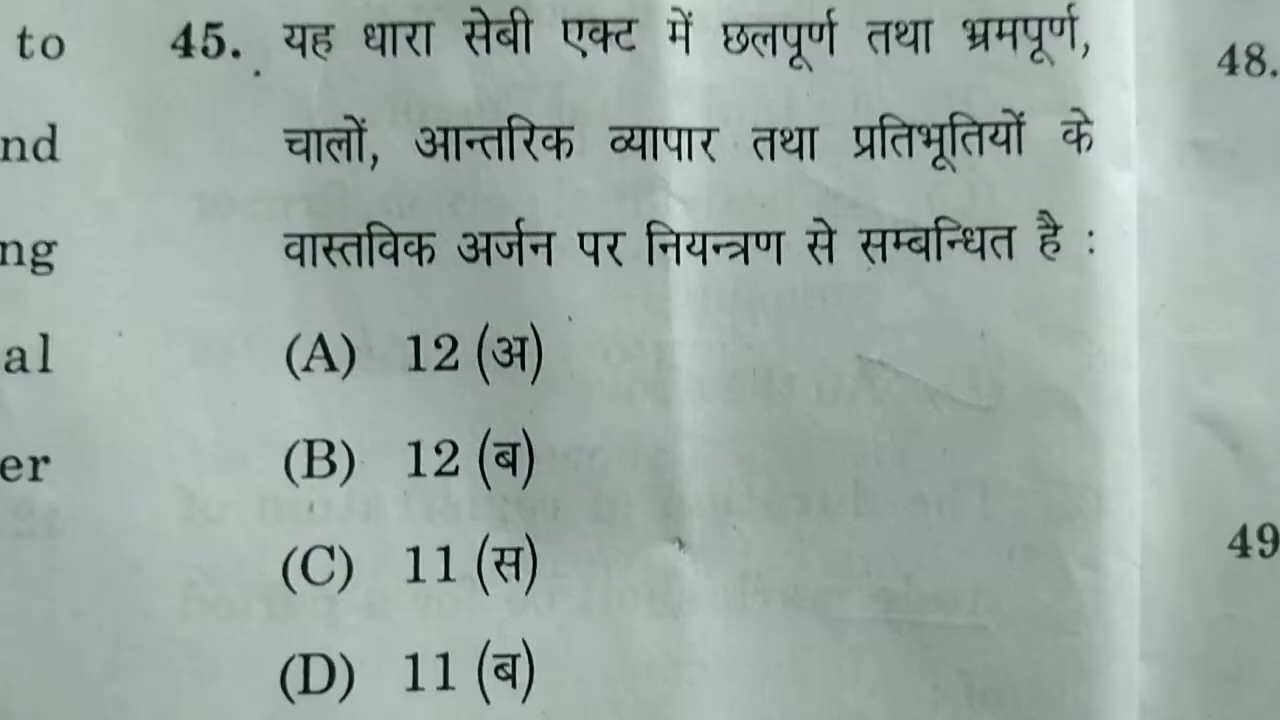 to
nd
ng
al
er
45. यह धारा सेबी एक्ट में छलपूर्ण तथा भ्रमपूर्ण,
चालों, आन्तरिक व्यापार तथा प्रतिभूतियों के
वास्तविक अर्जन पर नियन्त्रण से सम्बन्धित है :
(A) 12 (अ)
(B) 12 (ब)
(C) 11 (स)
(D) 11 (ब)
48.
49